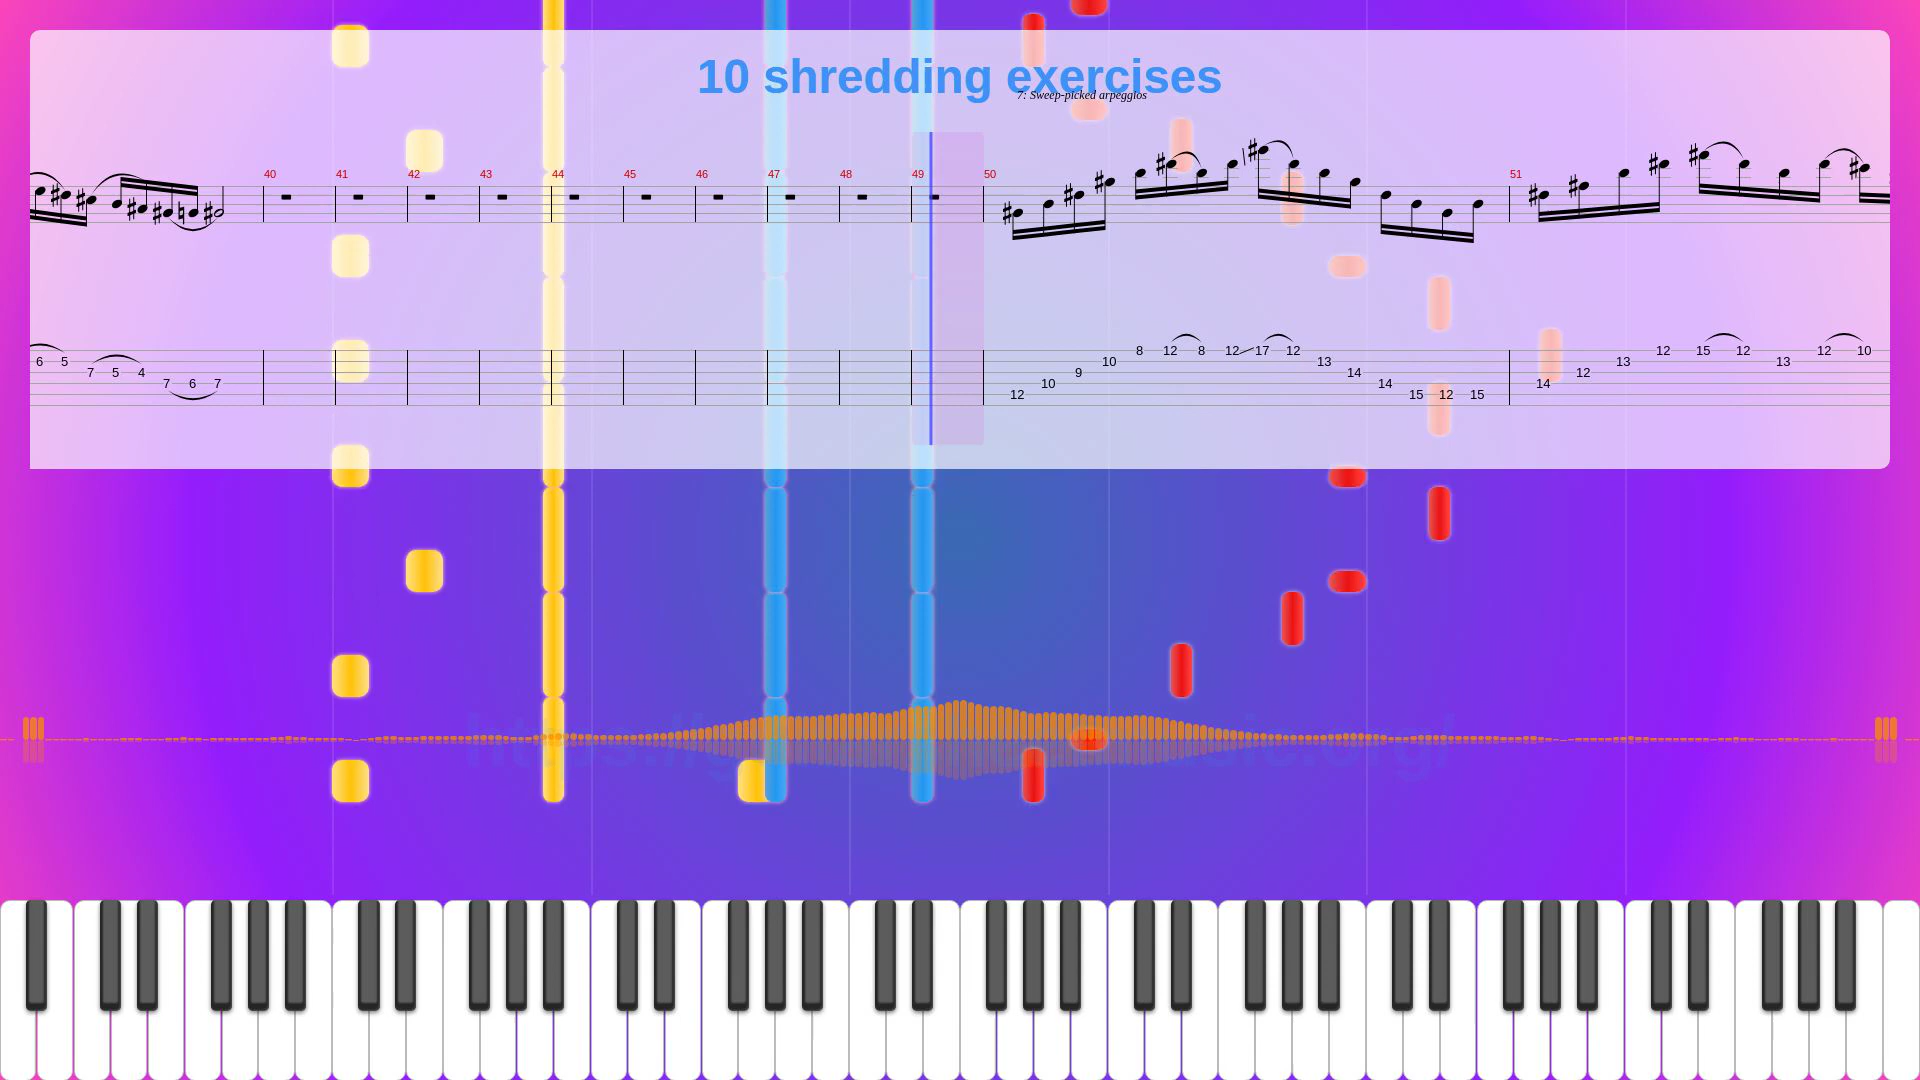 10 shredding exercises
7: Sweep-picked arpeggios
40 41 42 43 44 45 46 47 48 49 50 51
8 12 8 12 17 12 12 15 12 12 10
6 5 10 13 13 13
7 5 4 9 14 12
7 6 7 10 14 14
12 15 12 15